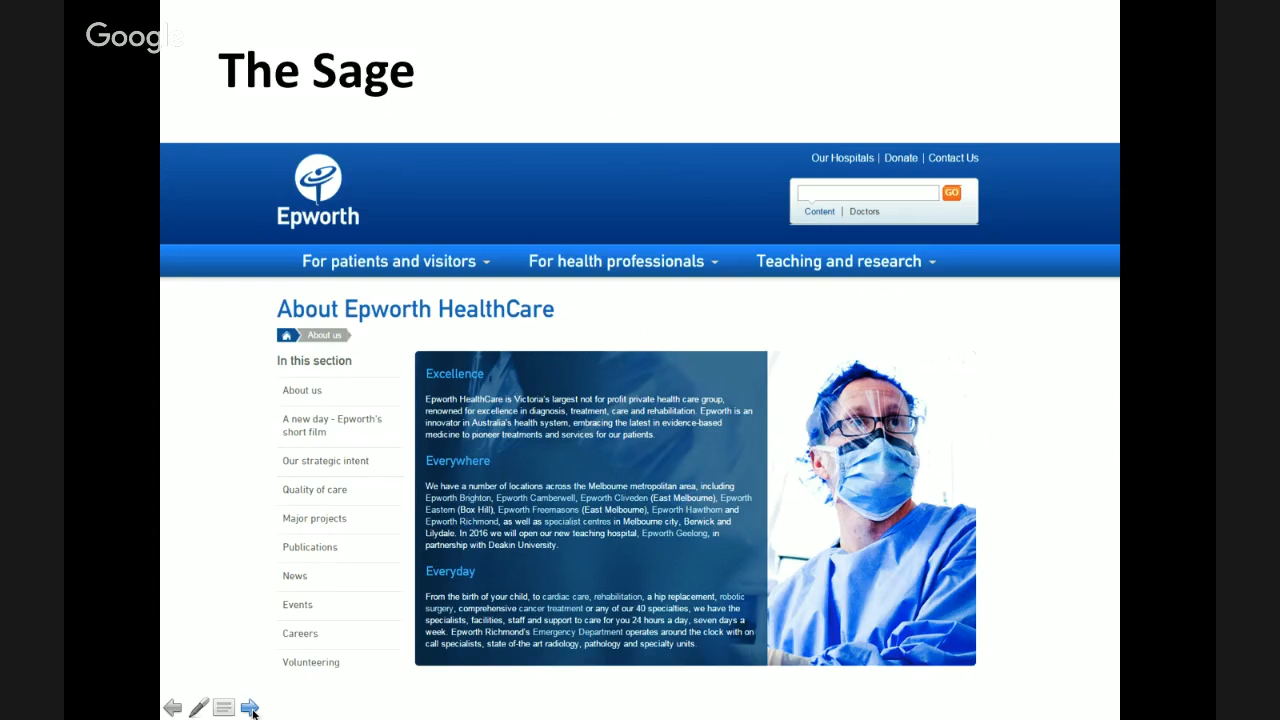 Google
The Sage
Epworth
Our Hospitals | Donate | Contact Us
GO
Content | Doctors
For patients and visitors
For health professionals
Teaching and research
About Epworth HealthCare
About us
In this section
About us
A new day - Epworth's
short film
Our strategic intent
Quality of care
Major projects
Publications
News
Events
Careers
Volunteering
Excellence
Epworth HealthCare is Victoria's largest not for profit private health care group,
renowned for excellence in diagnosis, treatment, care and rehabilitation. Epworth is an
innovator in Australia's health system, embracing the latest in evidence-based
medicine to pioneer treatments and services for our patients.
Everywhere
We have a number of locations across the Melbourne metropolitan area, including
Epworth Brighton, Epworth Camberwell, Epworth Cliveden (East Melbourne), Epworth
Eastern (Box Hill), Epworth Freemasons (East Melbourne), Epworth Hawthorn and
Epworth Richmond, as well as specialist centres in Melbourne city, Berwick and
Lilydale. In 2016 we will open our new teaching hospital, Epworth Geelong, in
partnership with Deakin University.
Everyday
From the birth of your child, to cardiac care, rehabilitation, a hip replacement, robotic
surgery, comprehensive cancer treatment or any of our 40 specialties, we have the
specialists, facilities, staff and support to care for you 24 hours a day, seven days a
week. Epworth Richmond's Emergency Department operates around the clock with on
call specialists, state of-the art radiology, pathology and specialty units.